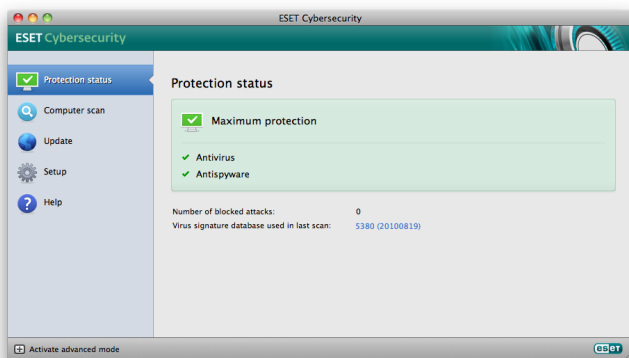 ESET Cybersecurity
ESET Cybersecurity
Protection status
Computer scan
Update
Setup
Help
Protection status
Maximum protection
Antivirus
Antispyware
Number of blocked attacks: 0
Virus signature database used in last scan: 5380 (20100819)
Activate advanced mode
eset